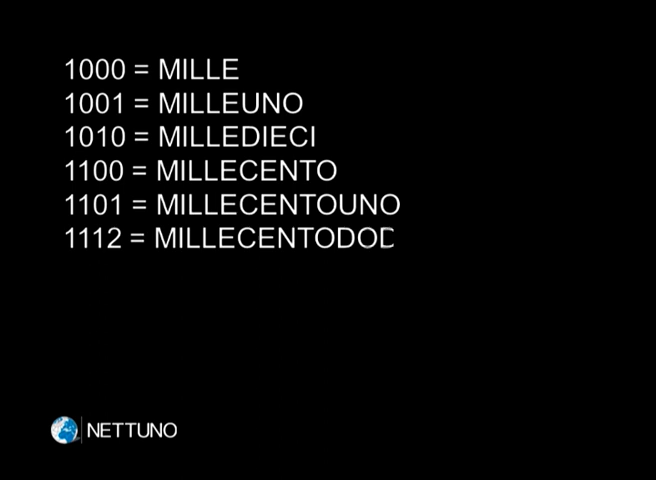 1000 = MILLE
1001 = MILLEUNO
1010 = MILLEDIECI
1100 = MILLECENTO
1101 = MILLECENTOUNO
1112 = MILLECENTODOD
NETTUNO